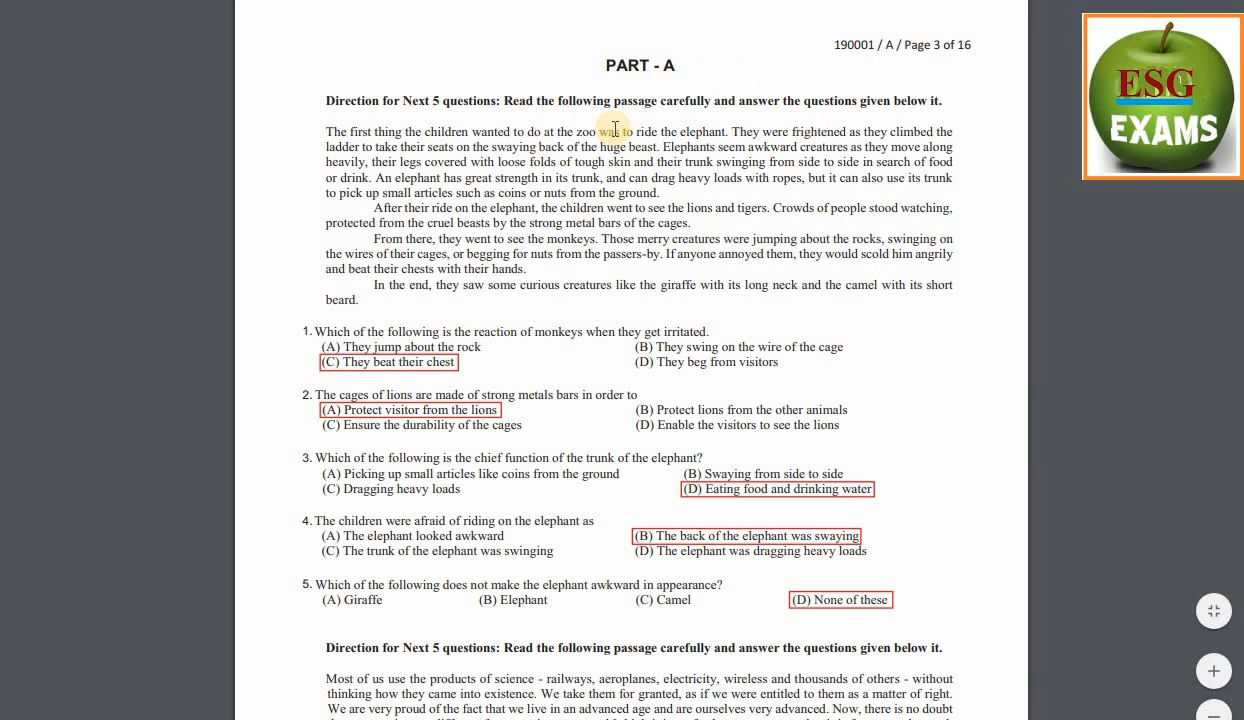 190001 / A / Page 3 of 16
ESG
EXAMS
PART - A
Direction for Next 5 questions: Read the following passage carefully and answer the questions given below it.
The first thing the children wanted to do at the zoo was to ride the elephant. They were frightened as they climbed the
ladder to take their seats on the swaying back of the huge beast. Elephants seem awkward creatures as they move along
heavily, their legs covered with loose folds of tough skin and their trunk swinging from side to side in search of food
or drink. An elephant has great strength in its trunk, and can drag heavy loads with ropes, but it can also use its trunk
to pick up small articles such as coins or nuts from the ground.
After their ride on the elephant, the children went to see the lions and tigers. Crowds of people stood watching,
protected from the cruel beasts by the strong metal bars of the cages.
From there, they went to see the monkeys. Those merry creatures were jumping about the rocks, swinging on
the wires of their cages, or begging for nuts from the passers-by. If anyone annoyed them, they would scold him angrily
and beat their chests with their hands.
In the end, they saw some curious creatures like the giraffe with its long neck and the camel with its short
beard.
1. Which of the following is the reaction of monkeys when they get irritated.
(A) They jump about the rock (B) They swing on the wire of the cage
(C) They beat their chest (D) They beg from visitors
2. The cages of lions are made of strong metals bars in order to
(A) Protect visitor from the lions (B) Protect lions from the other animals
(C) Ensure the durability of the cages (D) Enable the visitors to see the lions
3. Which of the following is the chief function of the trunk of the elephant?
(A) Picking up small articles like coins from the ground (B) Swaying from side to side
(C) Dragging heavy loads (D) Eating food and drinking water
4. The children were afraid of riding on the elephant as
(A) The elephant looked awkward (B) The back of the elephant was swaying
(C) The trunk of the elephant was swinging (D) The elephant was dragging heavy loads
5. Which of the following does not make the elephant awkward in appearance?
(A) Giraffe (B) Elephant (C) Camel (D) None of these
Direction for Next 5 questions: Read the following passage carefully and answer the questions given below it.
Most of us use the products of science - railways, aeroplanes, electricity, wireless and thousands of others - without
thinking how they came into existence. We take them for granted, as if we were entitled to them as a matter of right.
We are very proud of the fact that we live in an advanced age and are ourselves very advanced. Now, there is no doubt